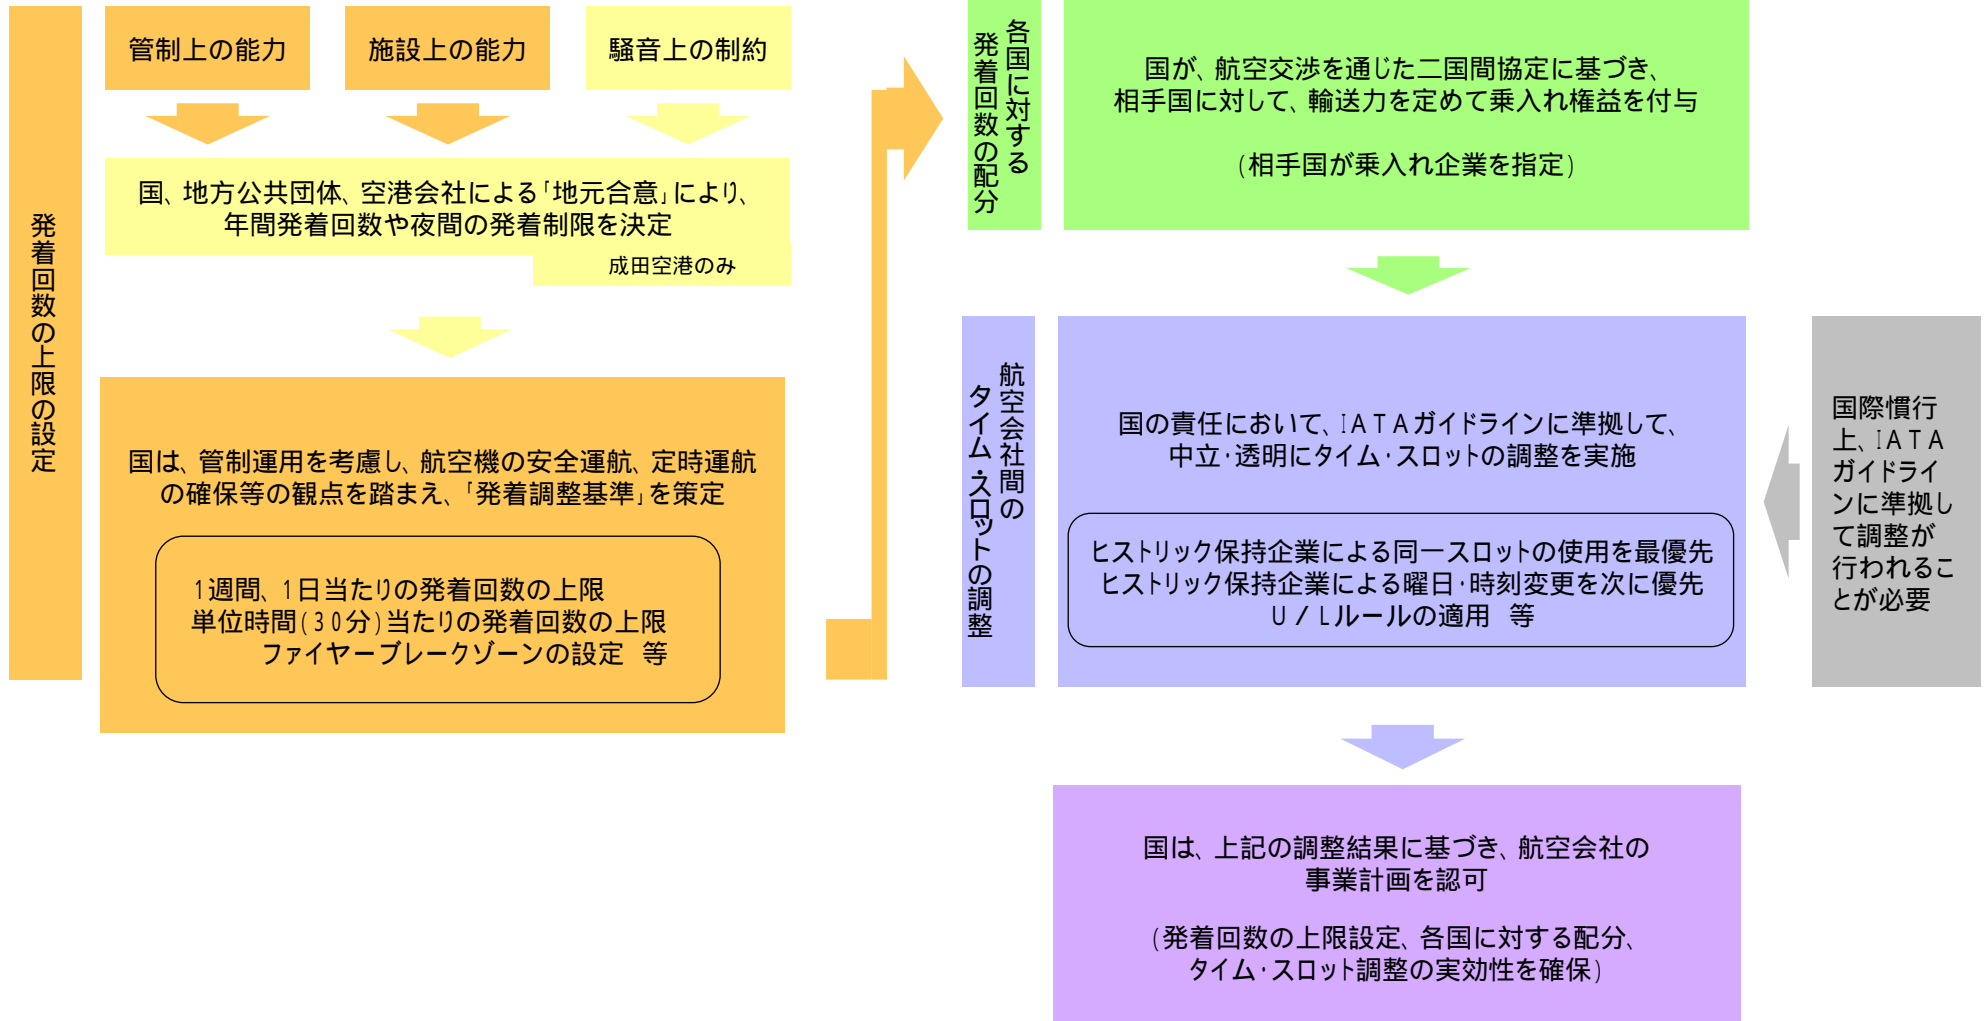 発着回数の上限の設定
管制上の能力
施設上の能力
騒音上の制約
国、地方公共団体、空港会社による「地元合意」により、
年間発着回数や夜間の発着制限を決定
成田空港のみ
国は、管制運用を考慮し、航空機の安全運航、定時運航
の確保等の観点を踏まえ、「発着調整基準」を策定
1週間、1日当たりの発着回数の上限
単位時間(30分)当たりの発着回数の上限
ファイヤーブレークゾーンの設定 等
各国に対する
発着回数の配分
国が、航空交渉を通じた二国間協定に基づき、
相手国に対して、輸送力を定めて乗入れ権益を付与
(相手国が乗入れ企業を指定)
航空会社間の
タイム・スロットの調整
国の責任において、IATAガイドラインに準拠して、
中立・透明にタイム・スロットの調整を実施
ヒストリック保持企業による同一スロットの使用を最優先
ヒストリック保持企業による曜日・時刻変更を次に優先
U/Lルールの適用 等
国際慣行
上、IATA
ガイドライ
ンに準拠し
て調整が
行われるこ
とが必要
国は、上記の調整結果に基づき、航空会社の
事業計画を認可
(発着回数の上限設定、各国に対する配分、
タイム・スロット調整の実効性を確保)